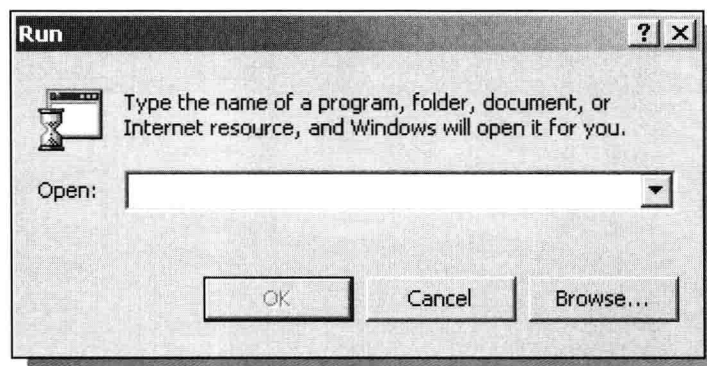 Run
Type the name of a program, folder, document, or
Internet resource, and Windows will open it for you.
Open:
OK Cancel Browse...